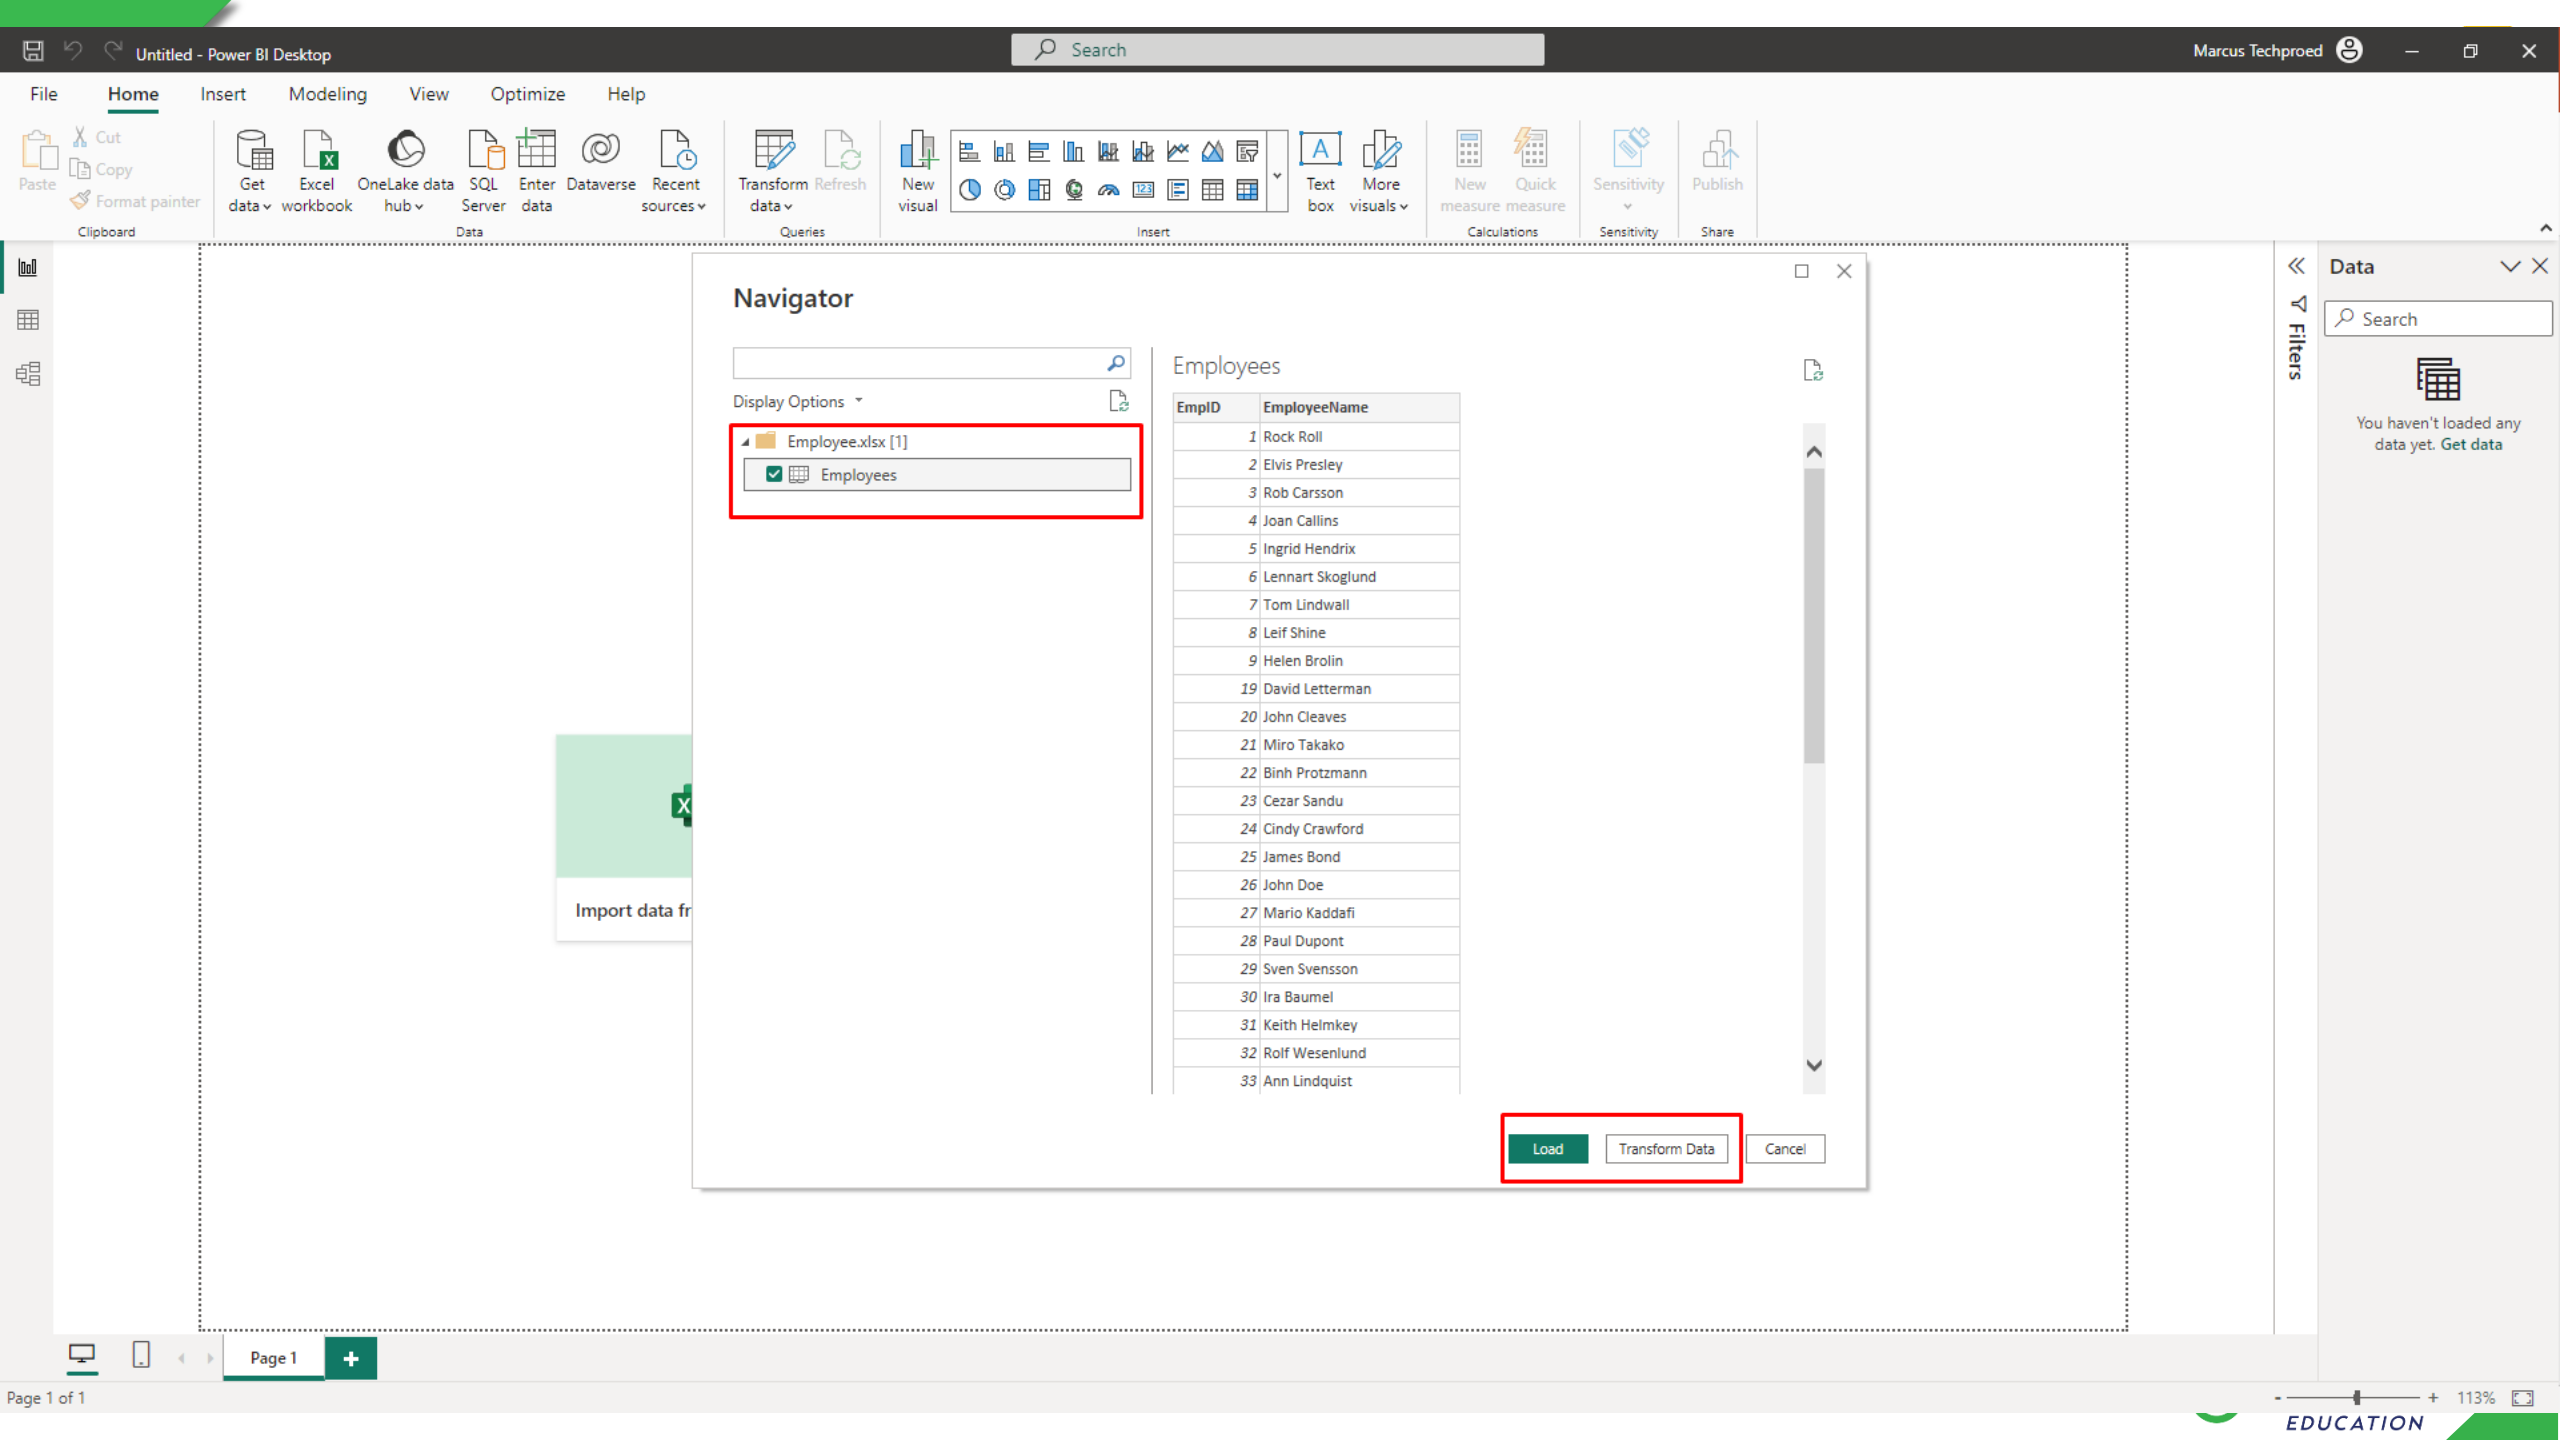 Untitled - Power BI Desktop
Search
Marcus Techproed
File Home Insert Modeling View Optimize Help
Paste
Cut
Copy
Format painter
Clipboard
Get data
Excel workbook
OneLake data hub
SQL Server
Enter data
Dataverse
Recent sources
Data
Transform data
Refresh
Queries
New visual
123
A
Text box
More visuals
Insert
New measure
Quick measure
Calculations
Sensitivity
Sensitivity
Publish
Share
Navigator
Display Options
Employee.xlsx [1]
Employees
Employees
EmpID EmployeeName
1 Rock Roll
2 Elvis Presley
3 Rob Carsson
4 Joan Callins
5 Ingrid Hendrix
6 Lennart Skoglund
7 Tom Lindwall
8 Leif Shine
9 Helen Brolin
19 David Letterman
20 John Cleaves
21 Miro Takako
22 Binh Protzmann
23 Cezar Sandu
24 Cindy Crawford
25 James Bond
26 John Doe
27 Mario Kaddafi
28 Paul Dupont
29 Sven Svensson
30 Ira Baumel
31 Keith Helmkey
32 Rolf Wesenlund
33 Ann Lindquist
Load Transform Data Cancel
X
Import data fr
Filters
Data
Search
You haven't loaded any
data yet. Get data
Page 1
Page 1 of 1
- + 113%
EDUCATION